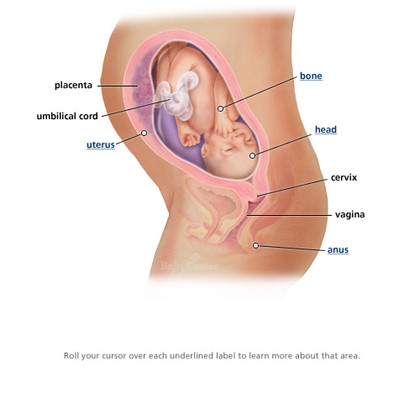 bone
placenta
umbilical cord
head
uterus
cervix
vagina
anus
Roll your cursor over each underlined label to learn more about that area.